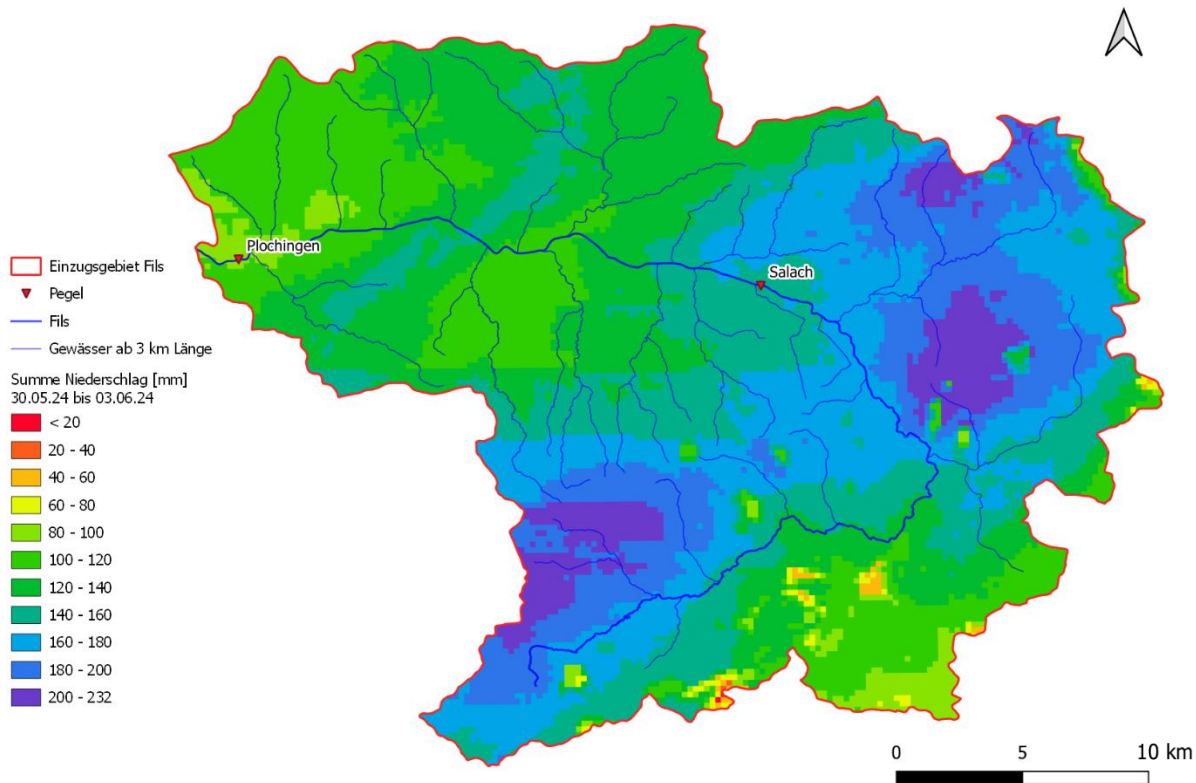 Plochingen
Salach
Einzugsgebiet Fils
Pegel
Fils
Gewässer ab 3 km Länge
Summe Niederschlag [mm]
30.05.24 bis 03.06.24
< 20
20 - 40
40 - 60
60 - 80
80 - 100
100 - 120
120 - 140
140 - 160
160 - 180
180 - 200
200 - 232
0 5 10 km